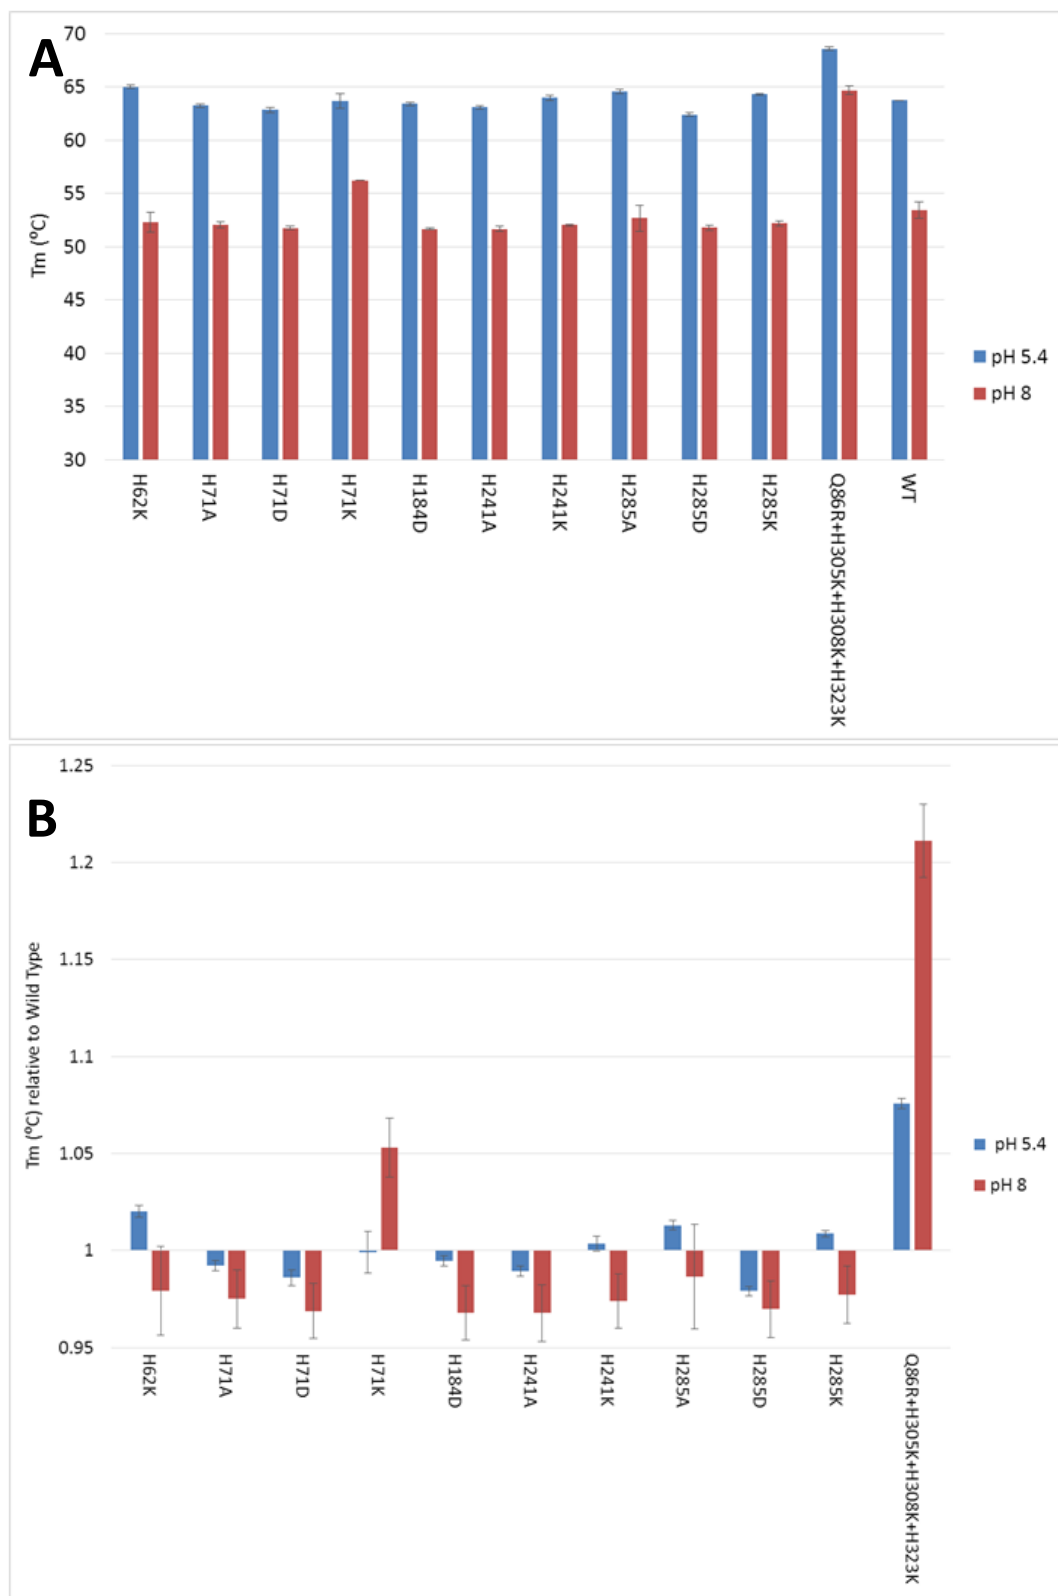 A
70
65
60
55
50
45
40
35
30
Tm (°C)
H62K
H71A
H71D
H71K
H184D
H241A
H241K
H285A
H285D
H285K
Q86R+H305K+H308K+H323K
WT
pH 5.4
pH 8
B
1.25
1.2
1.15
1.1
1.05
1
0.95
Tm (°C) relative to Wild Type
H62K
H71A
H71D
H71K
H184D
H241A
H241K
H285A
H285D
H285K
Q86R+H305K+H308K+H323K
pH 5.4
pH 8